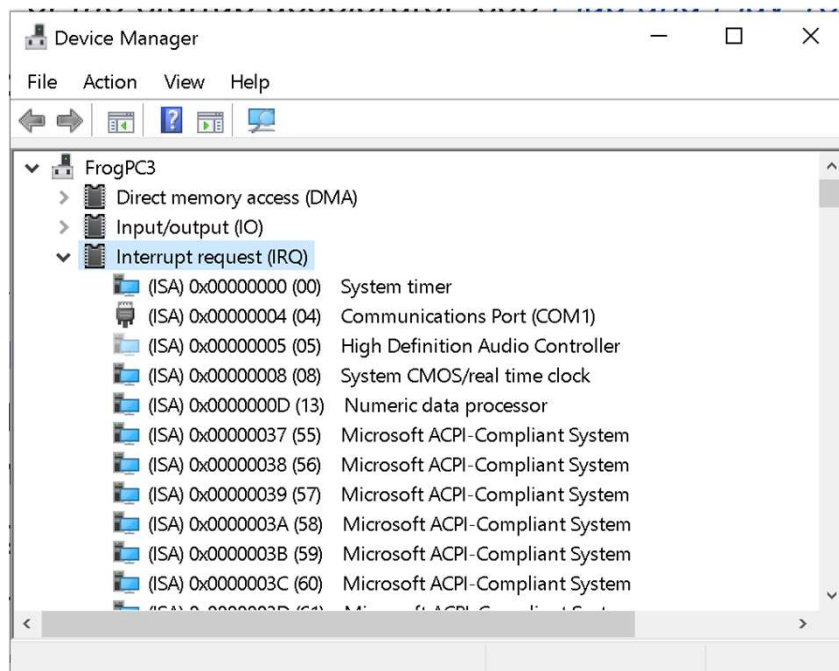 Device Manager
File Action View Help
FrogPC3
Direct memory access (DMA)
Input/output (IO)
Interrupt request (IRQ)
(ISA) 0x00000000 (00) System timer
(ISA) 0x00000004 (04) Communications Port (COM1)
(ISA) 0x00000005 (05) High Definition Audio Controller
(ISA) 0x00000008 (08) System CMOS/real time clock
(ISA) 0x0000000D (13) Numeric data processor
(ISA) 0x00000037 (55) Microsoft ACPI-Compliant System
(ISA) 0x00000038 (56) Microsoft ACPI-Compliant System
(ISA) 0x00000039 (57) Microsoft ACPI-Compliant System
(ISA) 0x0000003A (58) Microsoft ACPI-Compliant System
(ISA) 0x0000003B (59) Microsoft ACPI-Compliant System
(ISA) 0x0000003C (60) Microsoft ACPI-Compliant System